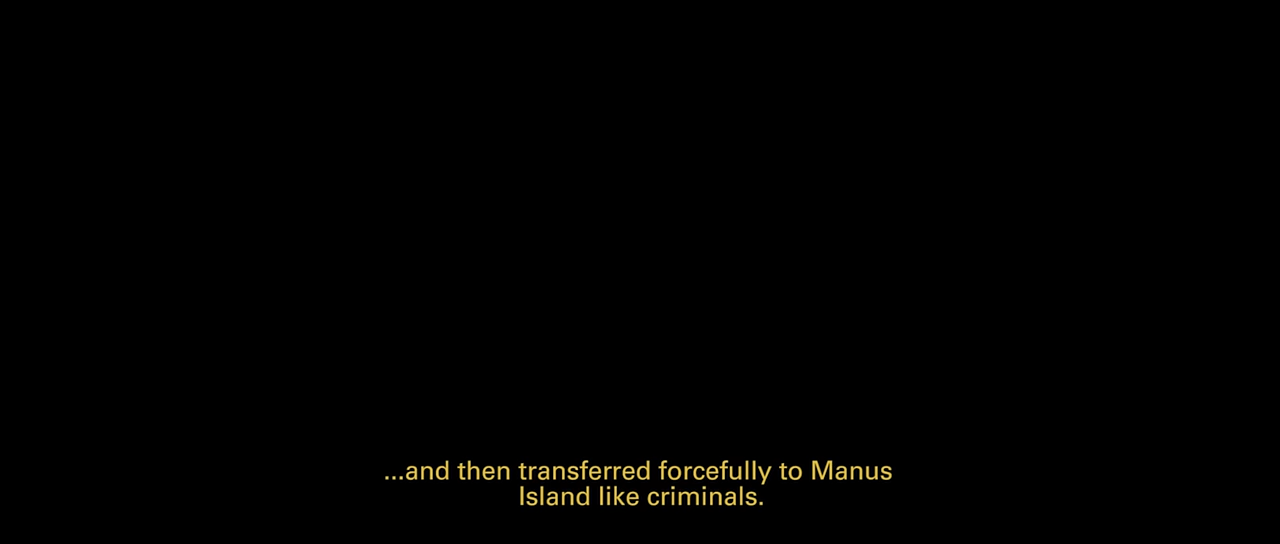 ...and then transferred forcefully to Manus
Island like criminals.